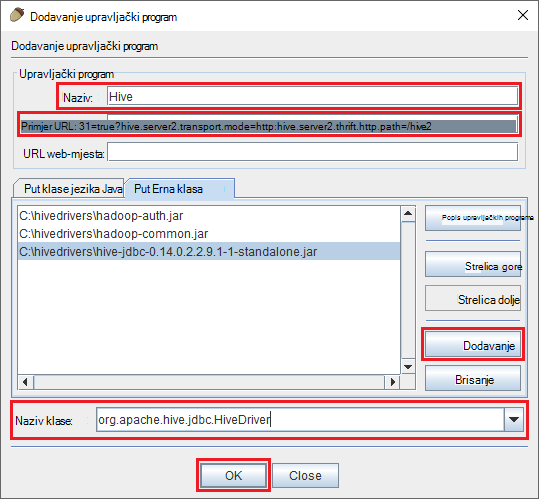 Dodavanje upravljački program
Dodavanje upravljački program
Upravljački program
Naziv: Hive
Primjer URL: 31=true?hive.server2.transport.mode=http:hive.server2.thrift.http.path=/hive2
URL web-mjesta:
Put klase jezika Java Put Erna klasa
C:\hivedrivers\hadoop-auth.jar
C:\hivedrivers\hadoop-common.jar
C:\hivedrivers\hive-jdbc-0.14.0.2.2.9.1-1-standalone.jar
Popis upravljačkih programa
Strelica gore
Strelica dolje
Dodavanje
Brisanje
Naziv klase: org.apache.hive.jdbc.HiveDriver
OK Close